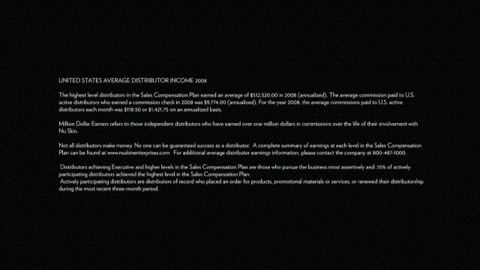 UNITED STATES AVERAGE DISTRIBUTOR INCOME 2008
The highest level distributors in the Sales Compensation Plan earned an average of $512,520.00 in 2008 (annualized). The average commission paid to U.S.
active distributors who earned a commission check in 2008 was $9,774.00 (annualized). For the year 2008, the average commissions paid to U.S. active
distributors each month was $118.50 or $1,421.75 on an annualized basis.
Million Dollar Earners refers to those independent distributors who have earned over one million dollars in commissions over the life of their involvement with
Nu Skin.
Not all distributors make money. No one can be guaranteed success as a distributor. A complete summary of earnings at each level in the Sales Compensation
Plan can be found at www.nuskinenterprises.com. For additional average distributor earnings information, please contact the company at 800-487-1000.
Distributors achieving Executive and higher levels in the Sales Compensation Plan are those who pursue the business most assertively and .35% of actively
participating distributors achieved the highest level in the Sales Compensation Plan.
Actively participating distributors are distributors of record who placed an order for products, promotional materials or services, or renewed their distributorship
during the most recent three-month period.